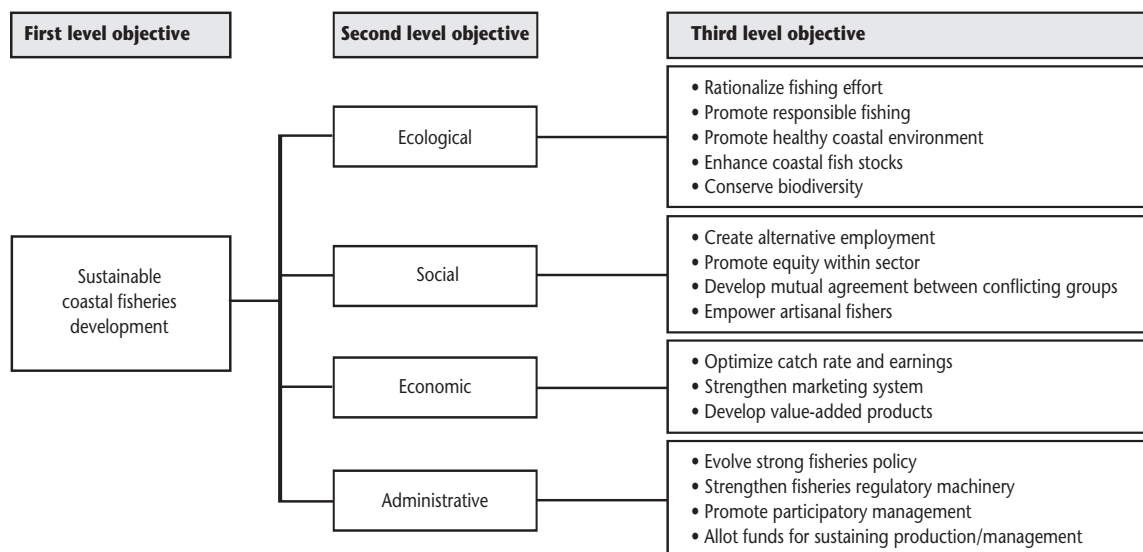 First level objective
Second level objective
Third level objective
Sustainable
coastal fisheries
development
Ecological
• Rationalize fishing effort
• Promote responsible fishing
• Promote healthy coastal environment
• Enhance coastal fish stocks
• Conserve biodiversity
Social
• Create alternative employment
• Promote equity within sector
• Develop mutual agreement between conflicting groups
• Empower artisanal fishers
Economic
• Optimize catch rate and earnings
• Strengthen marketing system
• Develop value-added products
Administrative
• Evolve strong fisheries policy
• Strengthen fisheries regulatory machinery
• Promote participatory management
• Allot funds for sustaining production/management